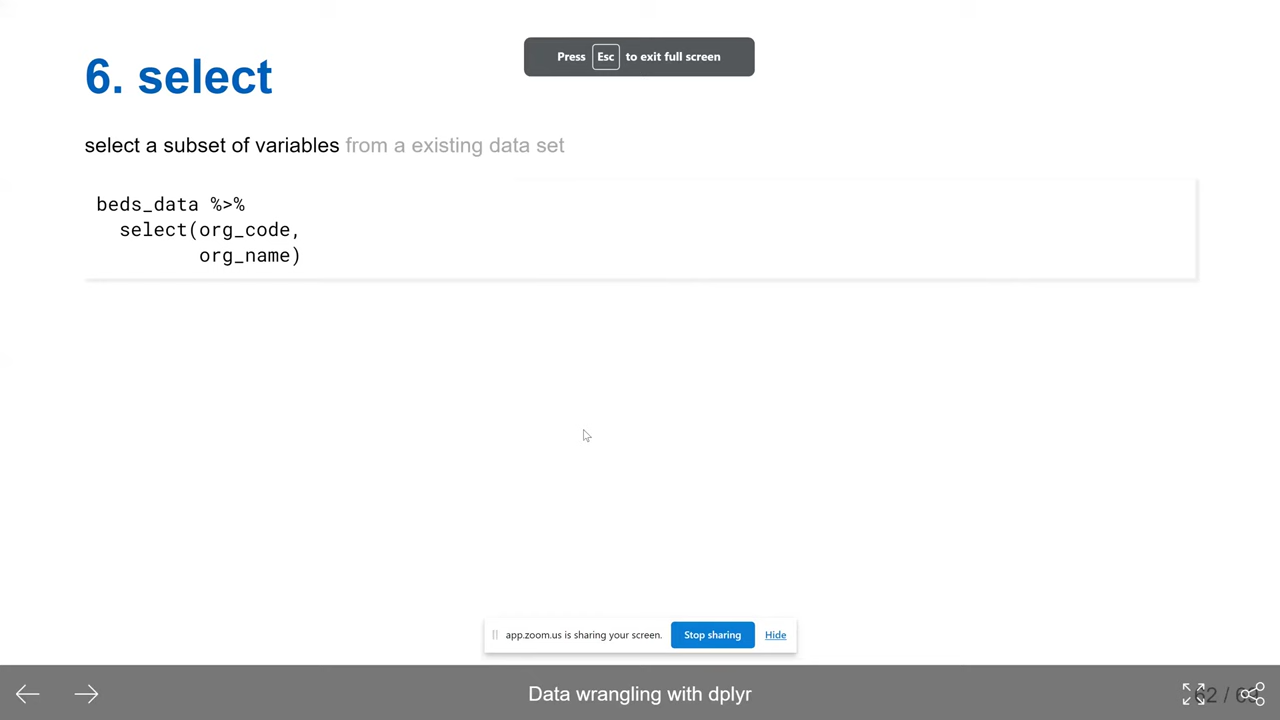 Press Esc to exit full screen
6. select
select a subset of variables from a existing data set
beds_data %>%
select(org_code,
org_name)
app.zoom.us is sharing your screen. Stop sharing Hide
Data wrangling with dplyr
62 /